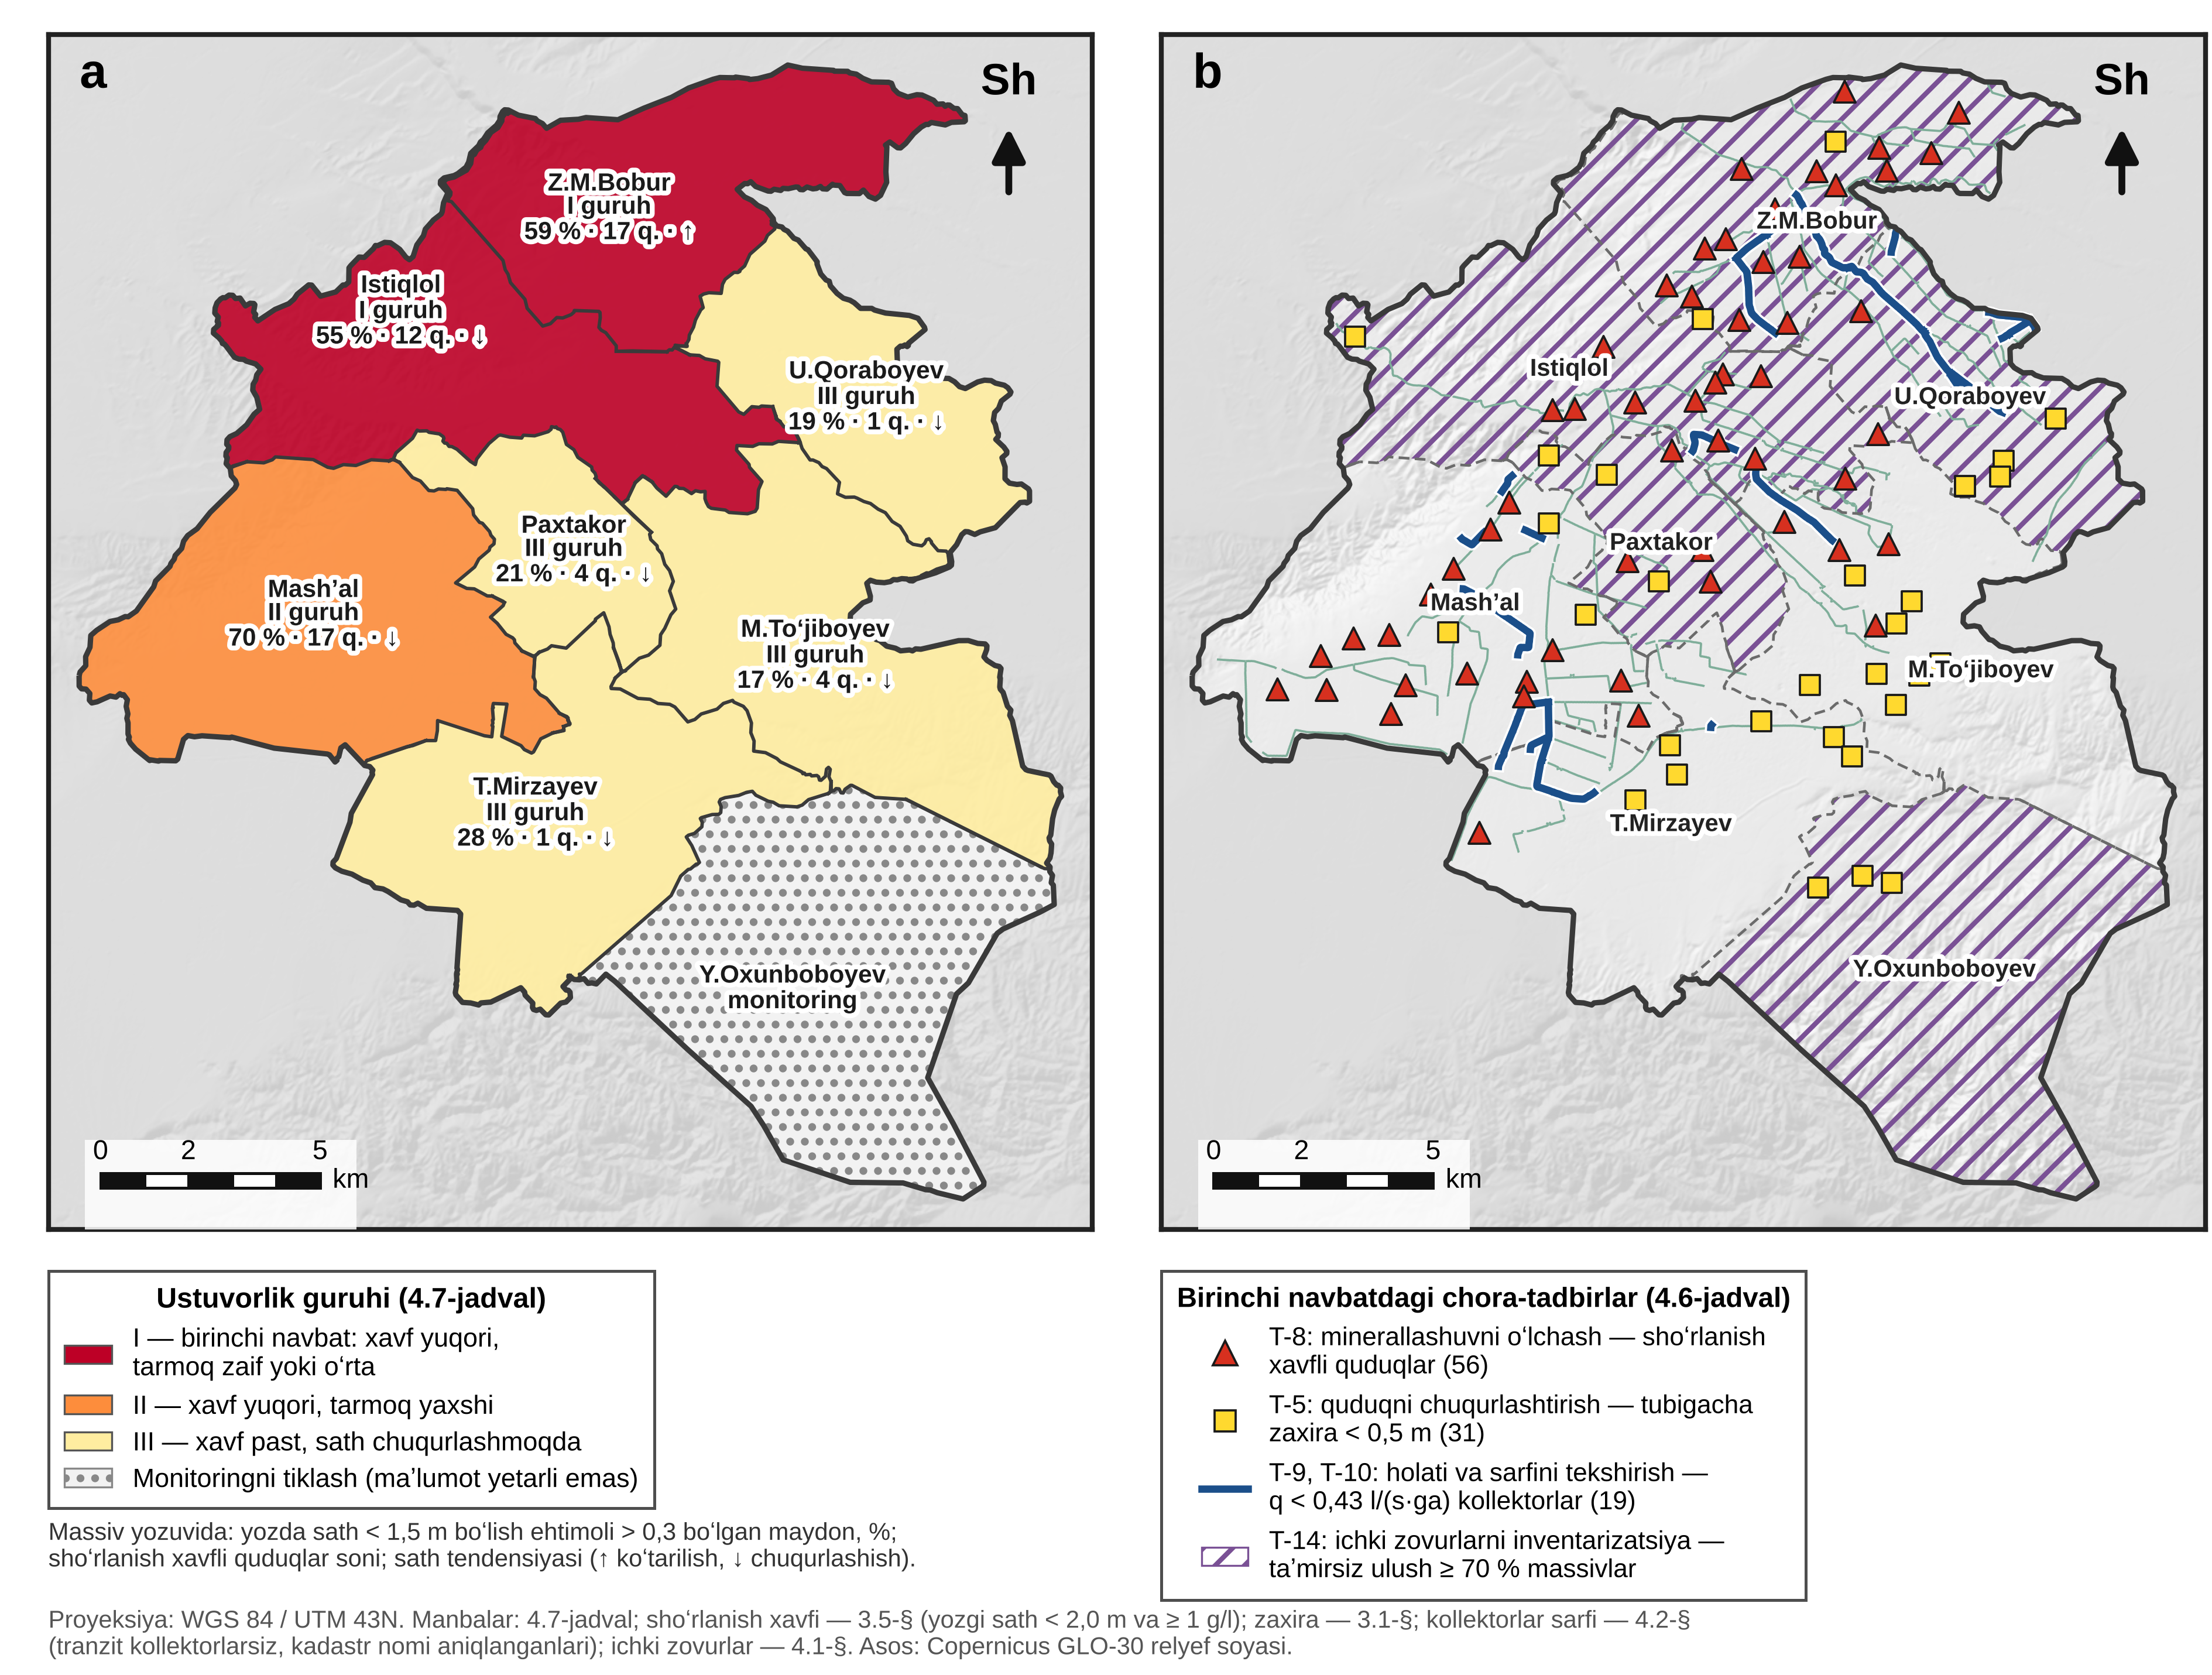 a
Sh
Z.M.Bobur
I guruh
59 % · 17 q. · ↑
Istiqlol
I guruh
55 % · 12 q. · ↓
U.Qoraboyev
III guruh
19 % · 1 q. · ↓
Paxtakor
III guruh
21 % · 4 q. · ↓
Mash’al
II guruh
70 % · 17 q. · ↓
M.To‘jiboyev
III guruh
17 % · 4 q. · ↓
T.Mirzayev
III guruh
28 % · 1 q. · ↓
Y.Oxunboboyev
monitoring
0 2 5
km
b
Sh
Z.M.Bobur
Istiqlol
U.Qoraboyev
Paxtakor
Mash’al
M.To‘jiboyev
T.Mirzayev
Y.Oxunboboyev
0 2 5
km
Ustuvorlik guruhi (4.7-jadval)
I — birinchi navbat: xavf yuqori,
tarmoq zaif yoki o‘rta
II — xavf yuqori, tarmoq yaxshi
III — xavf past, sath chuqurlashmoqda
Monitoringni tiklash (ma’lumot yetarli emas)
Massiv yozuvida: yozda sath < 1,5 m bo‘lish ehtimoli > 0,3 bo‘lgan maydon, %;
sho‘rlanish xavfli quduqlar soni; sath tendensiyasi (↑ ko‘tarilish, ↓ chuqurlashish).
Birinchi navbatdagi chora-tadbirlar (4.6-jadval)
T-8: minerallashuvni o‘lchash — sho‘rlanish
xavfli quduqlar (56)
T-5: quduqni chuqurlashtirish — tubigacha
zaxira < 0,5 m (31)
T-9, T-10: holati va sarfini tekshirish —
q < 0,43 l/(s·ga) kollektorlar (19)
T-14: ichki zovurlarni inventarizatsiya —
ta’mirsiz ulush ≥ 70 % massivlar
Proyeksiya: WGS 84 / UTM 43N. Manbalar: 4.7-jadval; sho‘rlanish xavfi — 3.5-§ (yozgi sath < 2,0 m va ≥ 1 g/l); zaxira — 3.1-§; kollektorlar sarfi — 4.2-§
(tranzit kollektorlarsiz, kadastr nomi aniqlanganlari); ichki zovurlar — 4.1-§. Asos: Copernicus GLO-30 relyef soyasi.